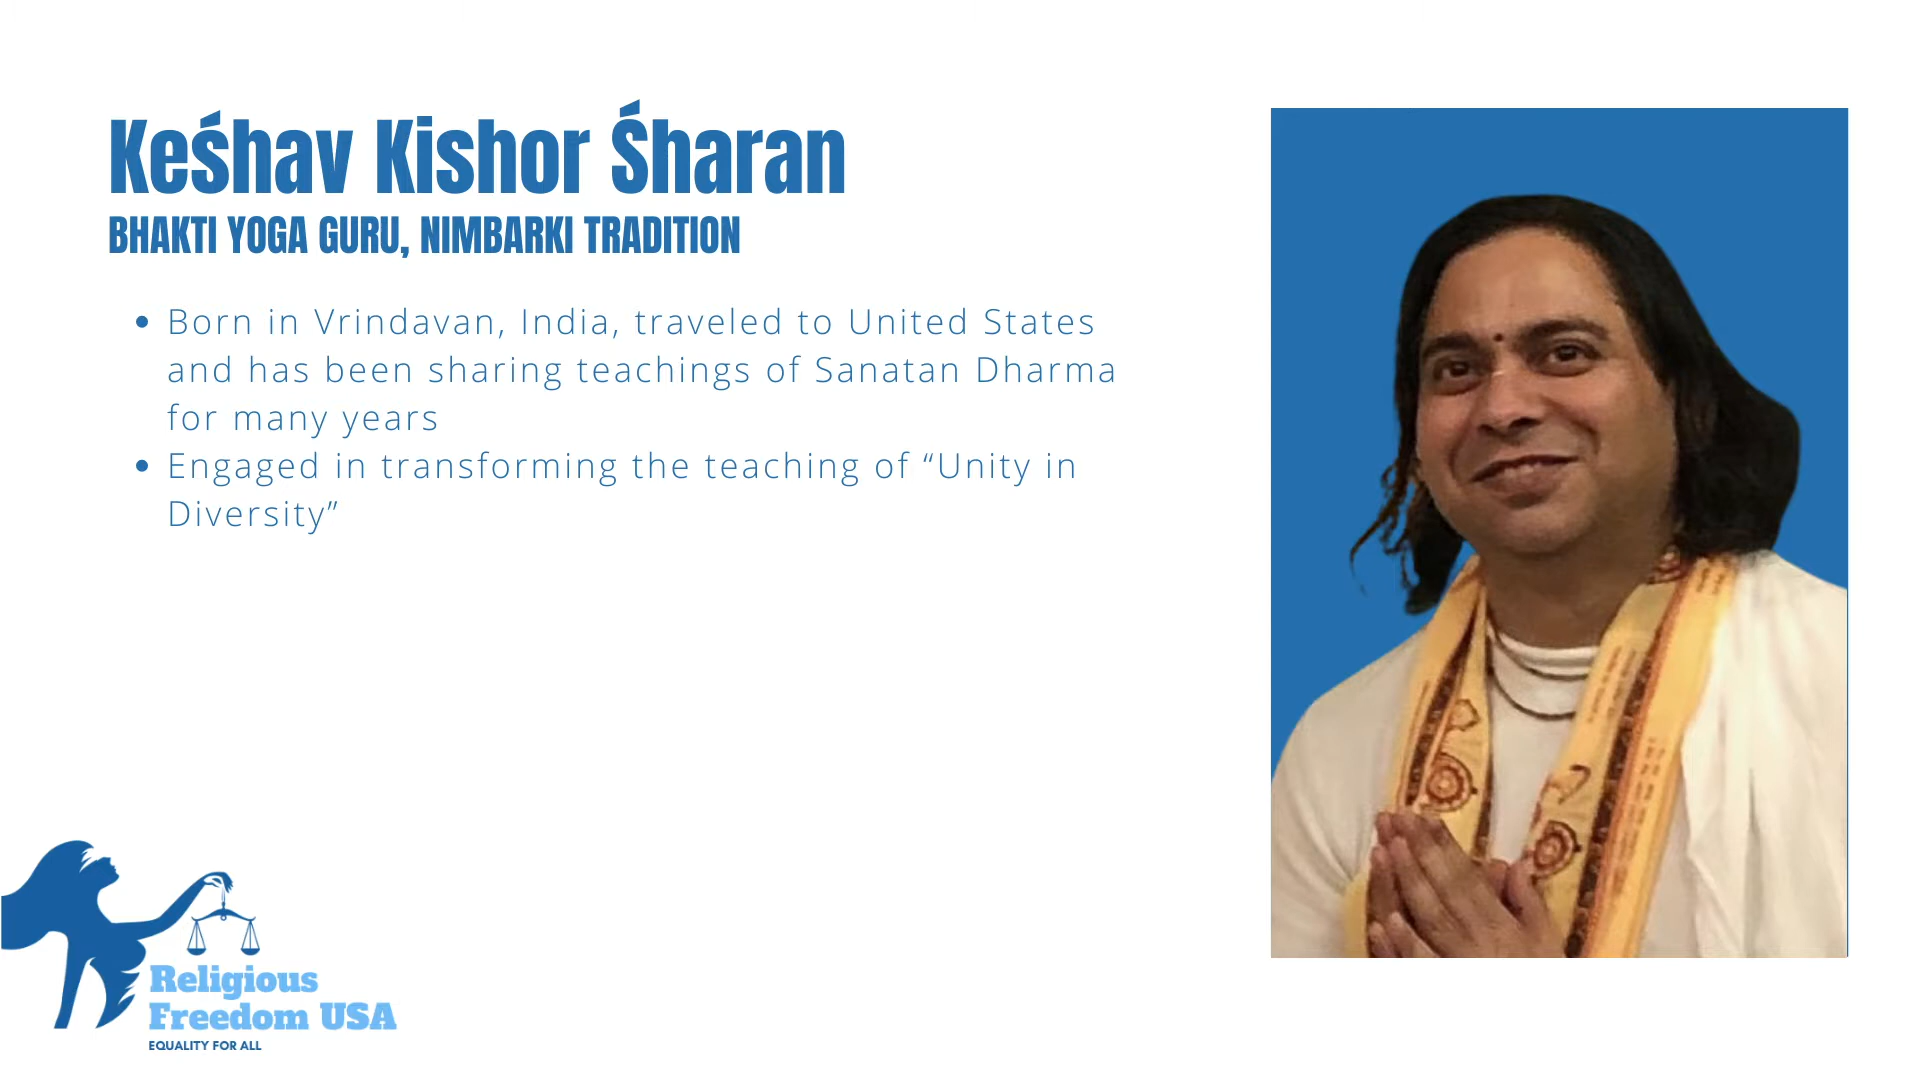 Keśhav Kishor Śharan
BHAKTI YOGA GURU, NIMBARKI TRADITION
• Born in Vrindavan, India, traveled to United States
and has been sharing teachings of Sanatan Dharma
for many years
• Engaged in transforming the teaching of “Unity in
Diversity”
Religious
Freedom USA
EQUALITY FOR ALL